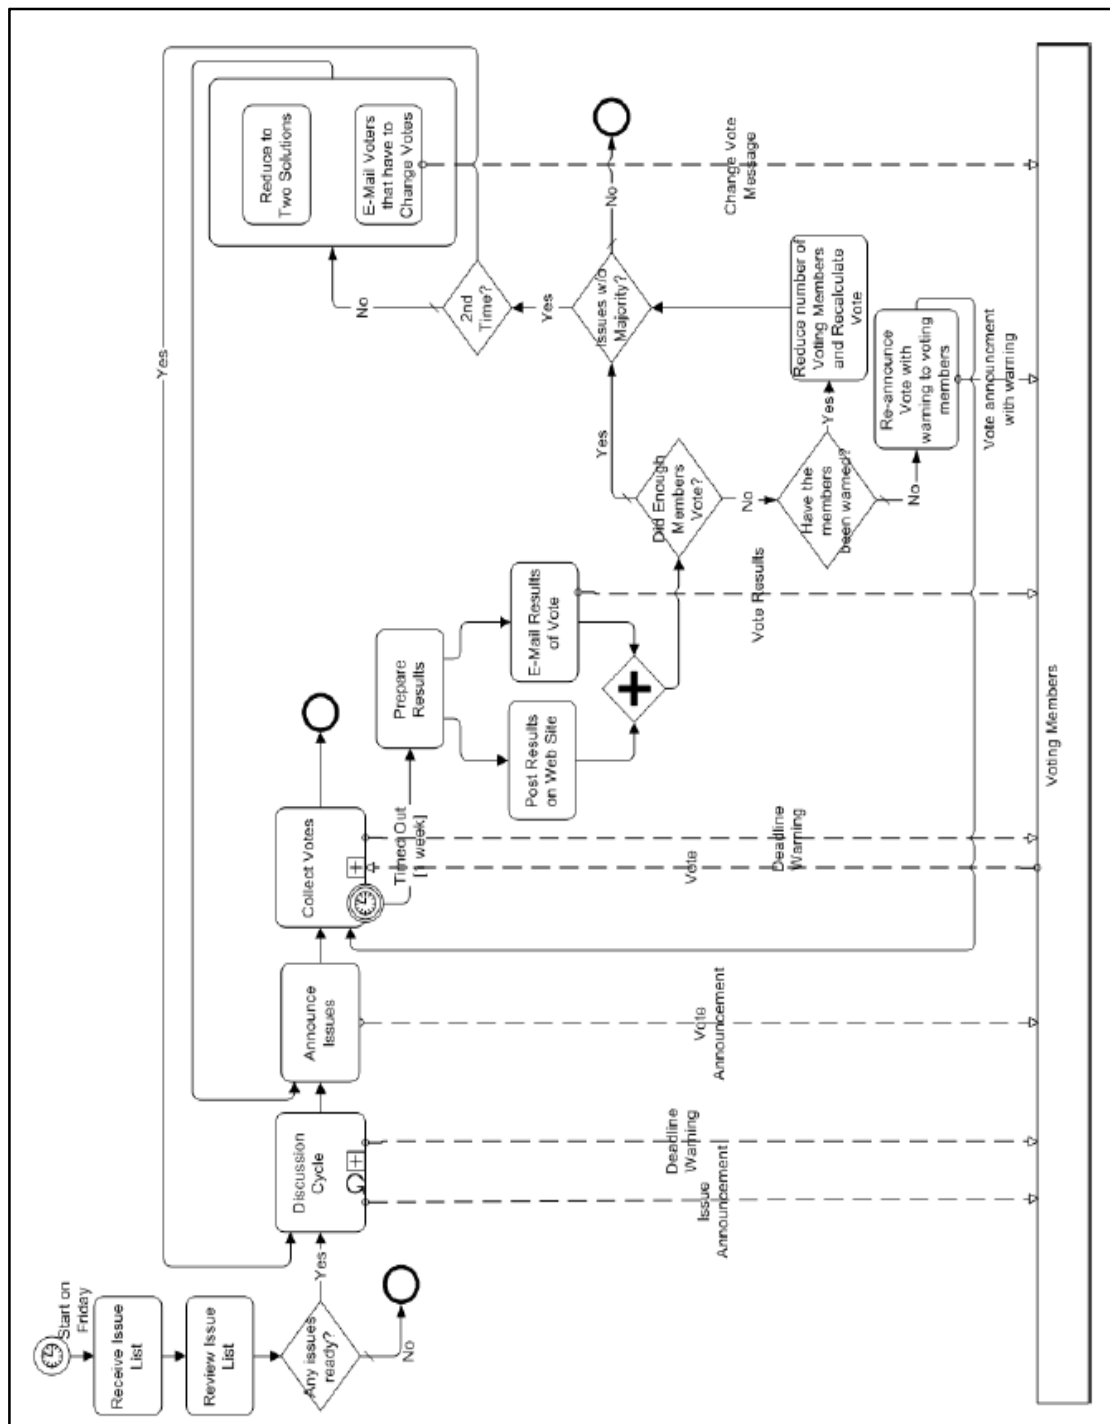 Start on
Friday
Receive Issue
List
Review Issue
List
Any issues
ready?
No
Yes
Discussion
Cycle
Issue
Announcement
Deadline
Warning
Announce
Issues
Vote
Announcement
Collect Votes
Timed Out
[1 week]
Vote
Deadline
Warning
Prepare
Results
Post Results
on Web Site
E-Mail Results
of Vote
Vote Results
Did Enough
Members
Vote?
Yes
No
Have the
members
been warned?
Yes
No
Re-announce
Vote with
warning to voting
members
Vote announcment
with warning
Reduce number of
Voting Members
and Recalculate
Vote
Issues w/o
Majority?
No
Yes
2nd
Time?
No
Yes
Reduce to
Two Solutions
E-Mail Voters
that have to
Change Votes
Change Vote
Message
Voting Members